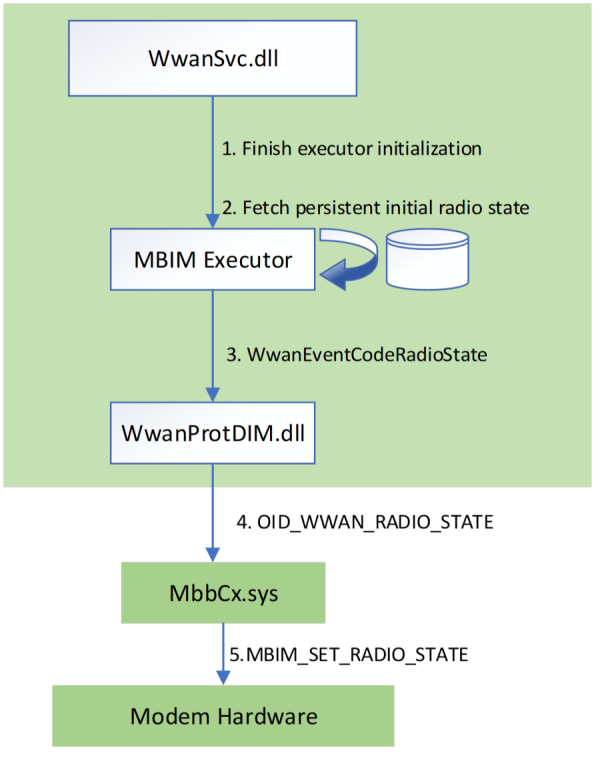 WwanSvc.dll
1. Finish executor initialization
2. Fetch persistent initial radio state
MBIM Executor
3. WwanEventCodeRadioState
WwanProtDIM.dll
4. OID_WWAN_RADIO_STATE
MbbCx.sys
5.MBIM_SET_RADIO_STATE
Modem Hardware